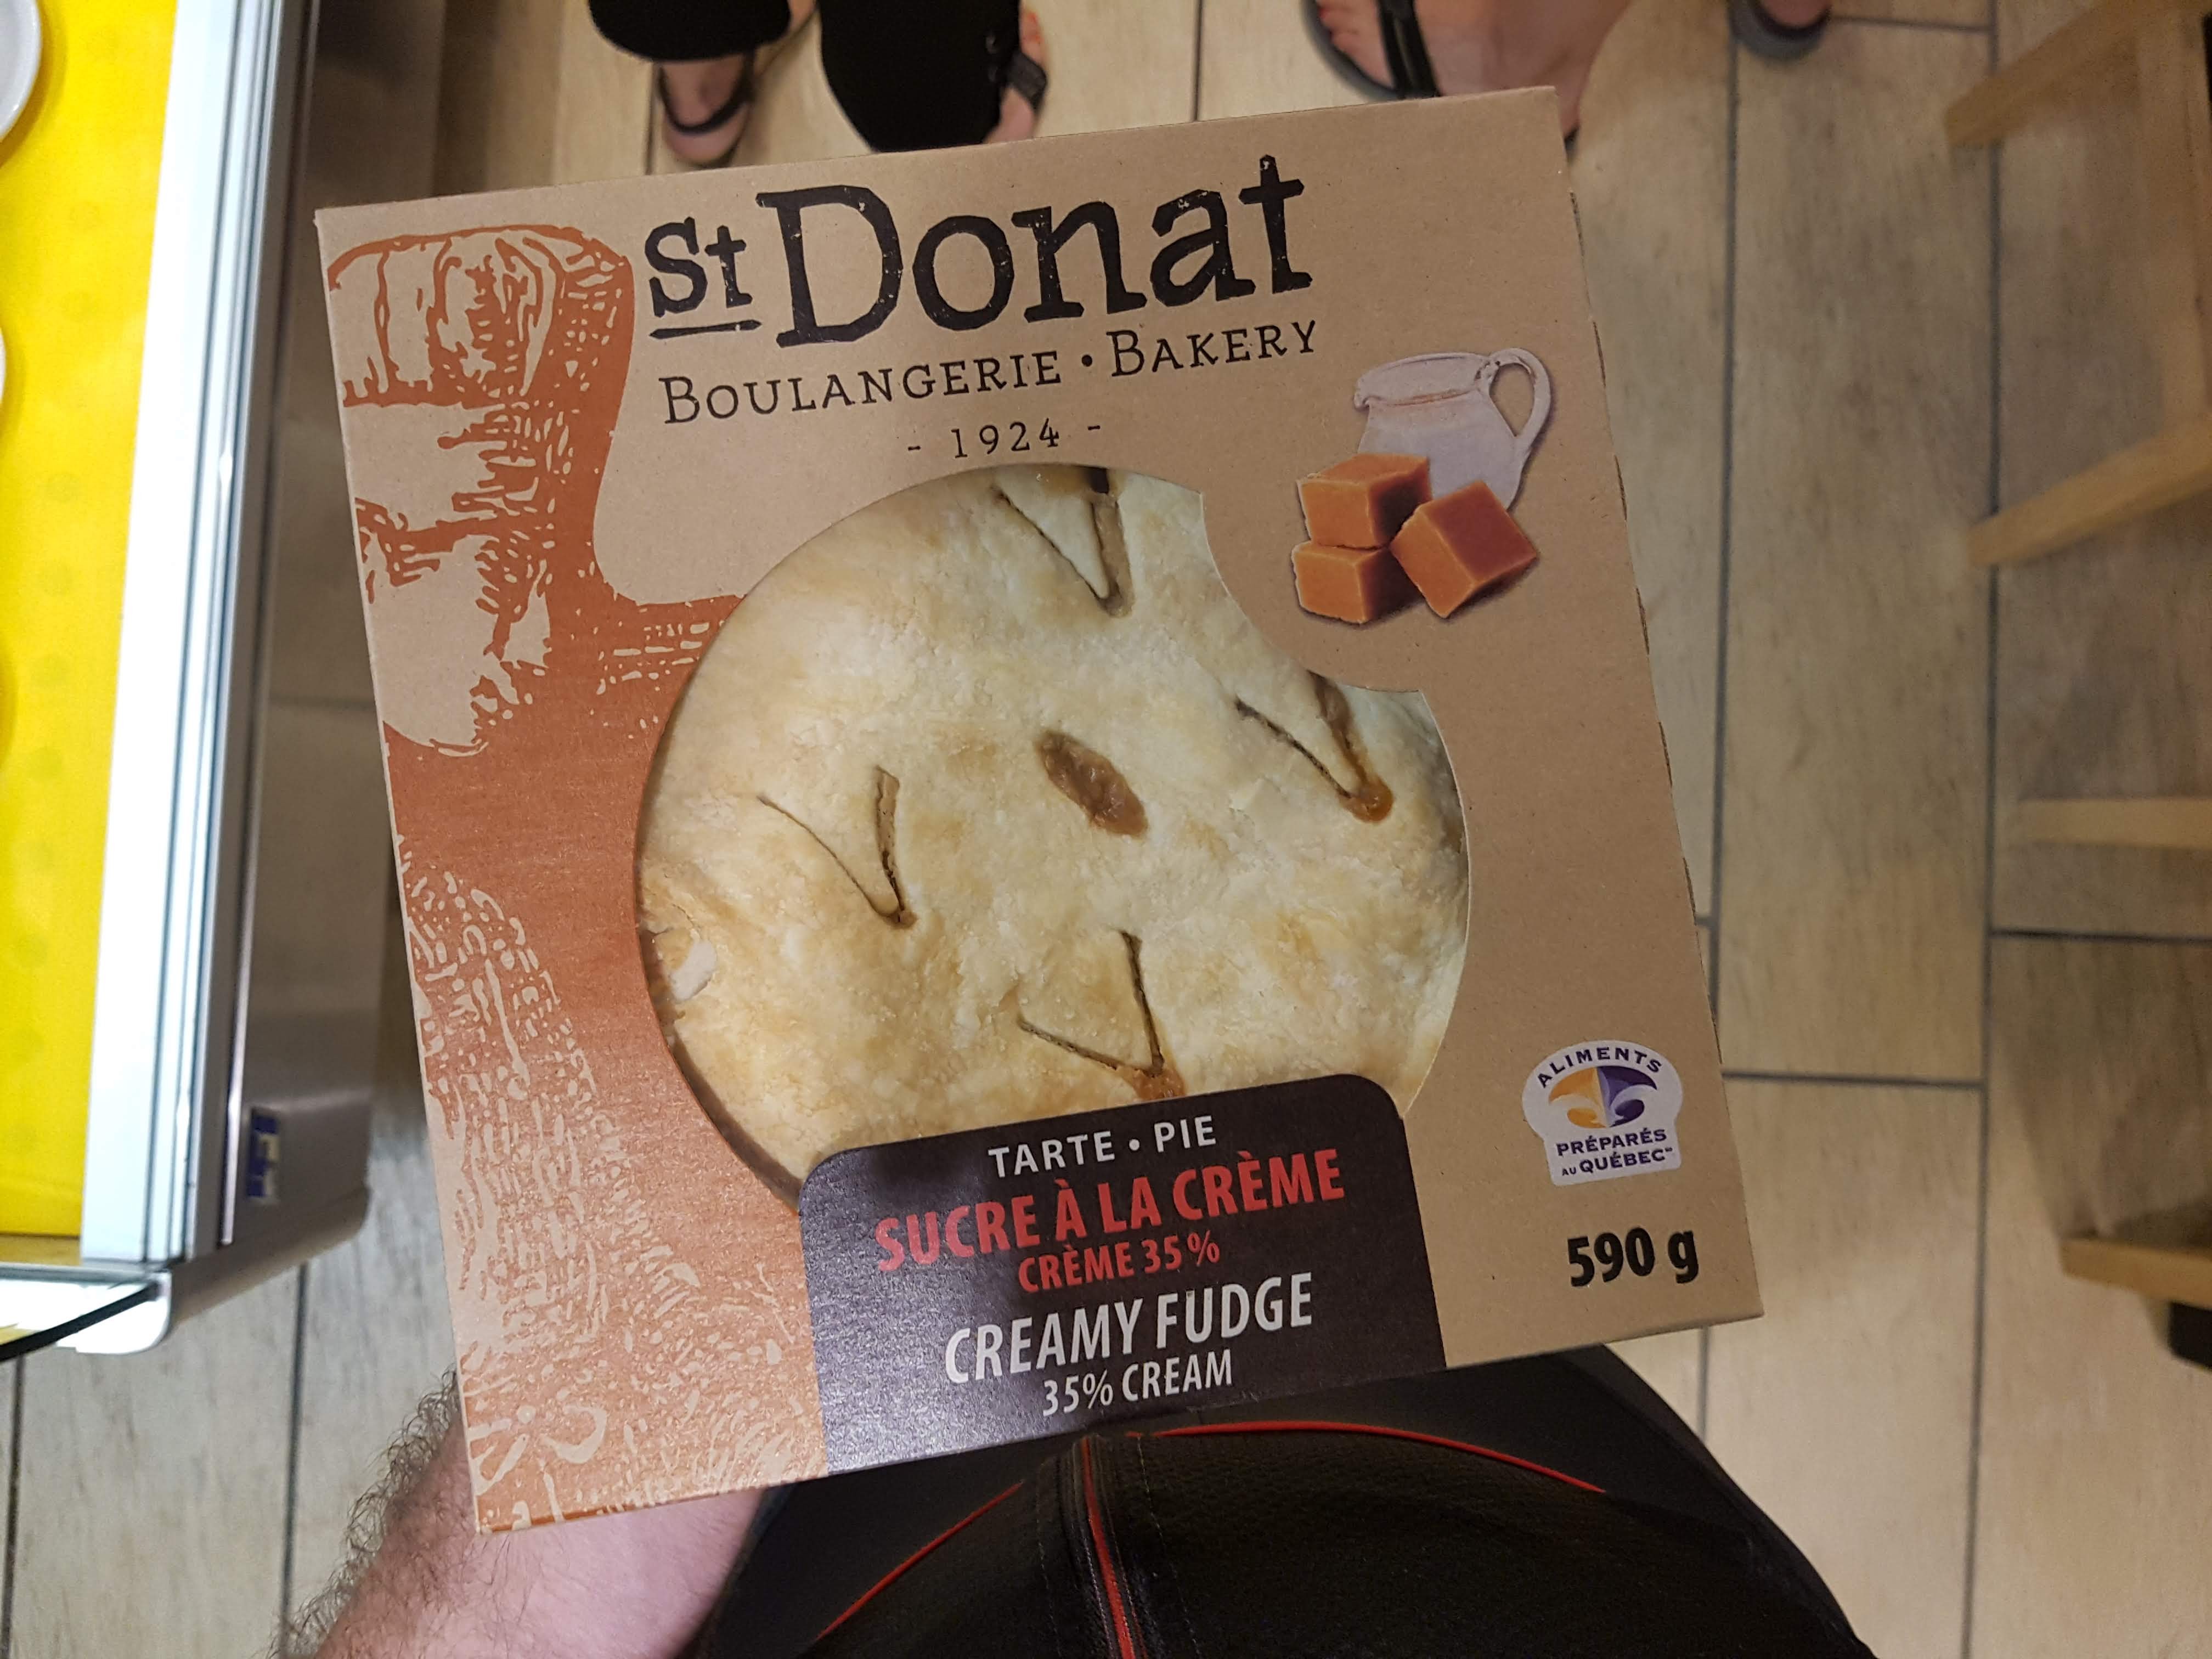 St Donat
BOULANGERIE • BAKERY
- 1924 -
ALIMENTS
PRÉPARÉS
AU QUÉBEC
TARTE • PIE
SUCRE À LA CRÈME
CRÈME 35 %
CREAMY FUDGE
35% CREAM
590 g